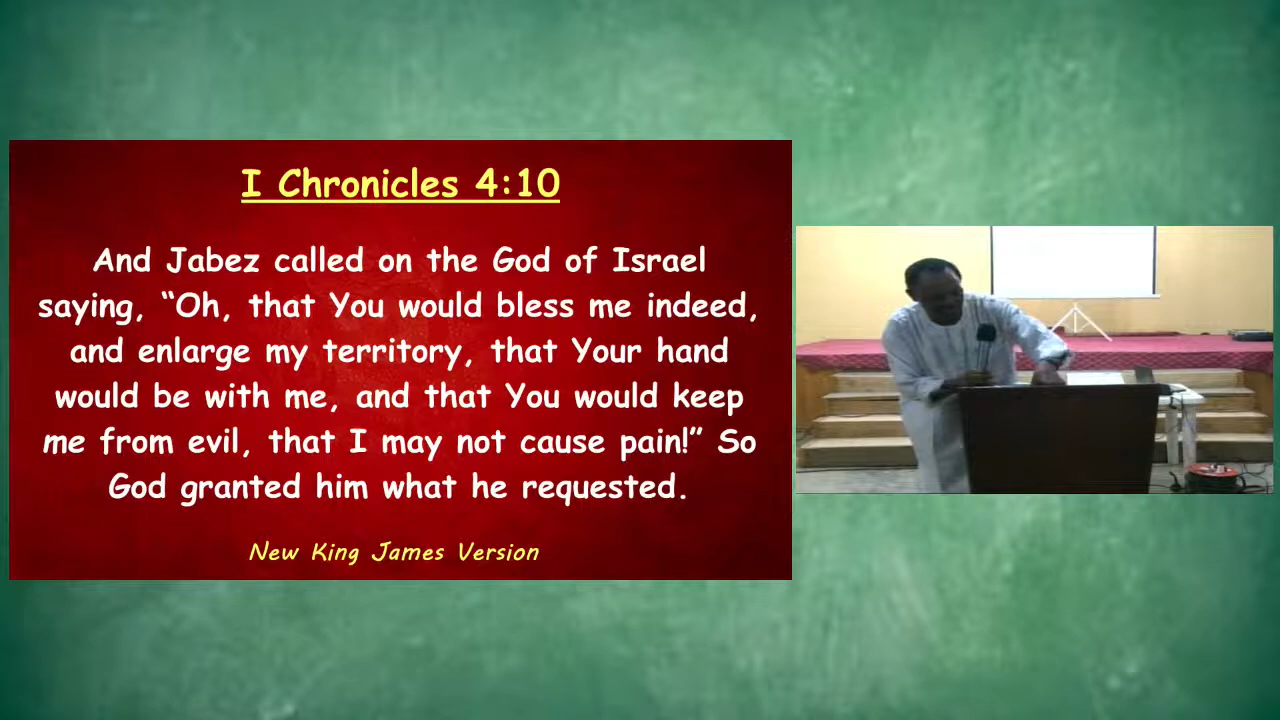 I Chronicles 4:10
And Jabez called on the God of Israel
saying, “Oh, that You would bless me indeed,
and enlarge my territory, that Your hand
would be with me, and that You would keep
me from evil, that I may not cause pain!” So
God granted him what he requested.
New King James Version